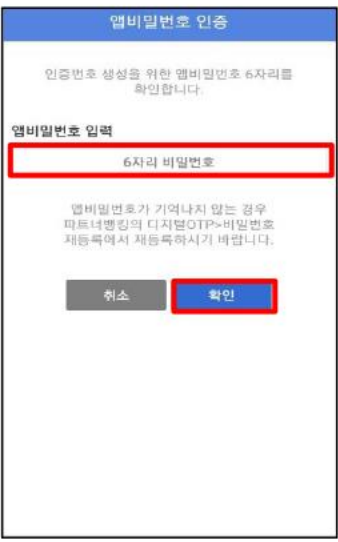 앱비밀번호 인증
인증번호 생성을 위한 앱비밀번호 6자리를
확인합니다.
앱비밀번호 입력
6자리 비밀번호
앱비밀번호가 기억나지 않는 경우
파트너뱅킹의 디지털OTP>비밀번호
재등록에서 재등록하시기 바랍니다.
취소
확인